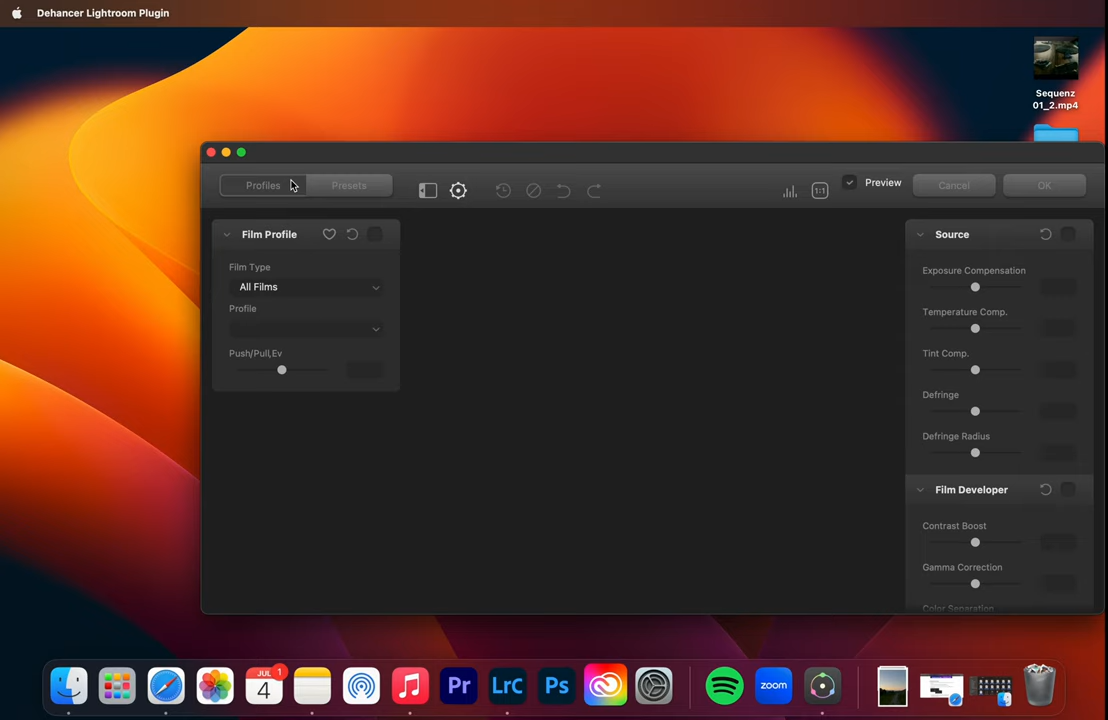 Dehancer Lightroom Plugin
Sequenz
01_2.mp4
Profiles
Presets
1:1
Preview
Cancel
OK
Film Profile
Film Type
All Films
Profile
Push/Pull,Ev
Source
Exposure Compensation
Temperature Comp.
Tint Comp.
Defringe
Defringe Radius
Film Developer
Contrast Boost
Gamma Correction
Color Separation
JUL
1
4
Pr
LrC
Ps
zoom